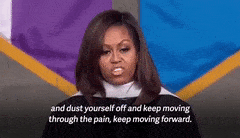 and dust yourself off and keep moving
through the pain, keep moving forward.